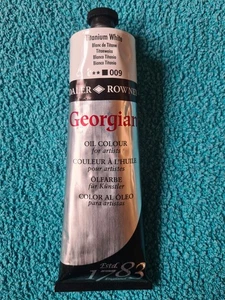 Titanium White
Blanc de Titane
Titanweiss
Bianco Titanio
Blanco Titanio
** 009
DALER ROWNEY
Georgian
OIL COLOUR
for artists
COULEUR À L'HUILE
pour artistes
ÖLFARBE
für Künstler
COLOR AL ÓLEO
para artistas
Estd.
1783